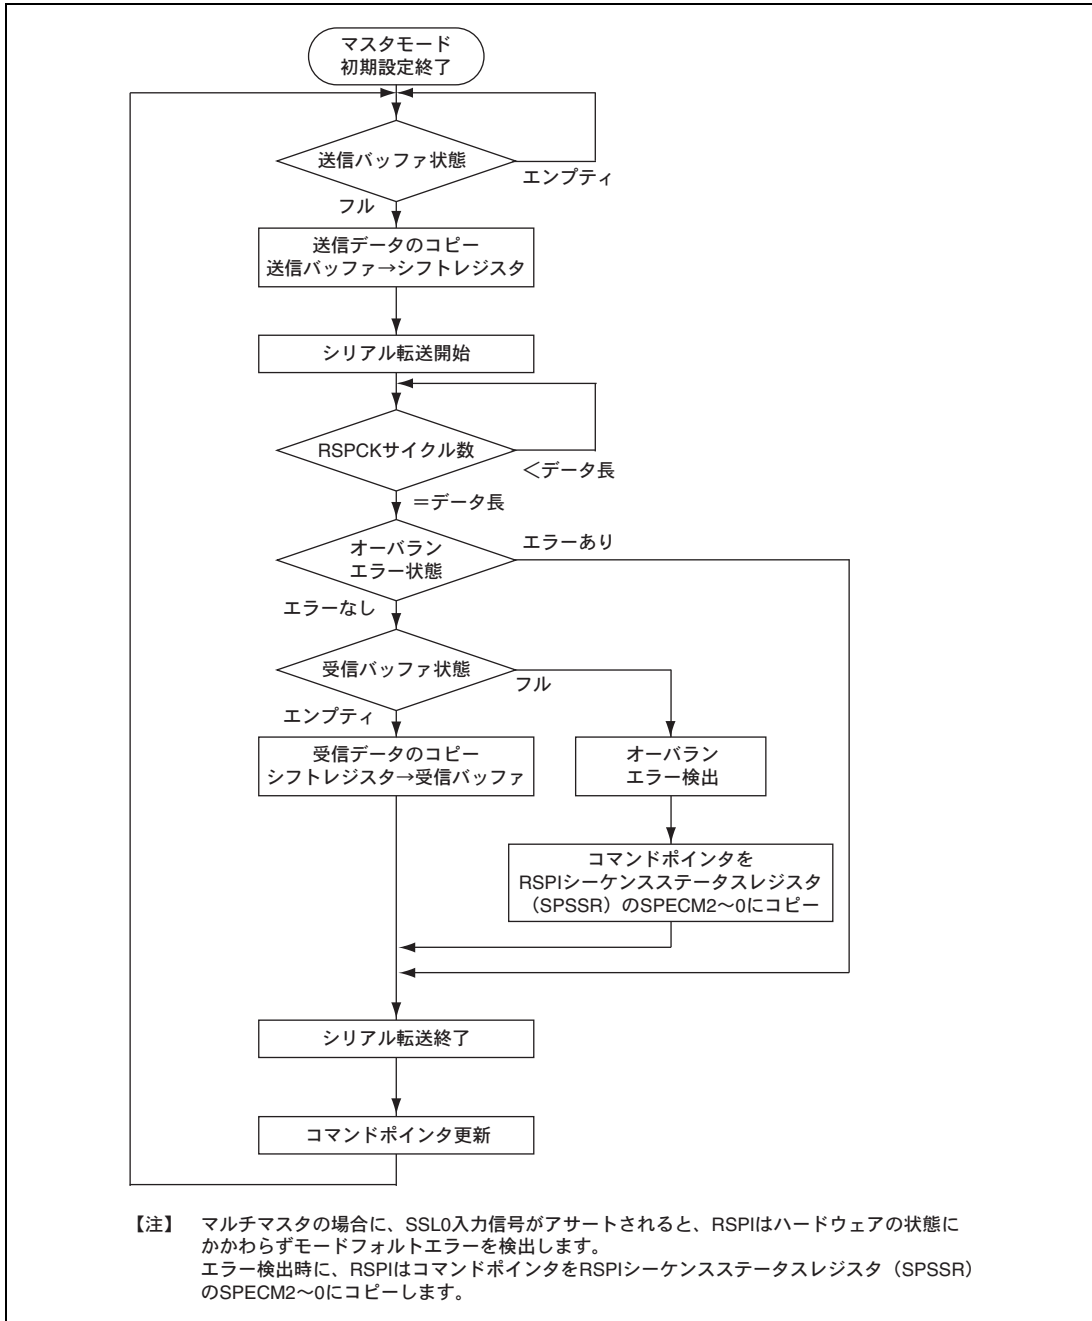 マスタモード
初期設定終了
送信バッファ状態
エンプティ
フル
送信データのコピー
送信バッファ→シフトレジスタ
シリアル転送開始
RSPCKサイクル数
<データ長
=データ長
オーバラン
エラー状態
エラーあり
エラーなし
受信バッファ状態
フル
エンプティ
受信データのコピー
シフトレジスタ→受信バッファ
オーバラン
エラー検出
コマンドポインタを
RSPIシーケンスステータスレジスタ
(SPSSR)のSPECM2~0にコピー
シリアル転送終了
コマンドポインタ更新
【注】 マルチマスタの場合に、SSL0入力信号がアサートされると、RSPIはハードウェアの状態に
かかわらずモードフォルトエラーを検出します。
エラー検出時に、RSPIはコマンドポインタをRSPIシーケンスステータスレジスタ(SPSSR)
のSPECM2~0にコピーします。